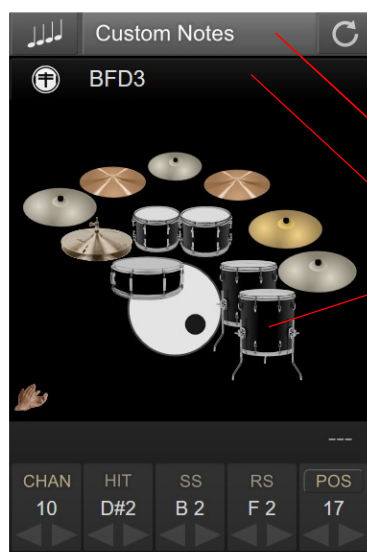 Custom Notes
BFD3
---
CHAN HIT SS RS POS
10 D#2 B 2 F 2 17